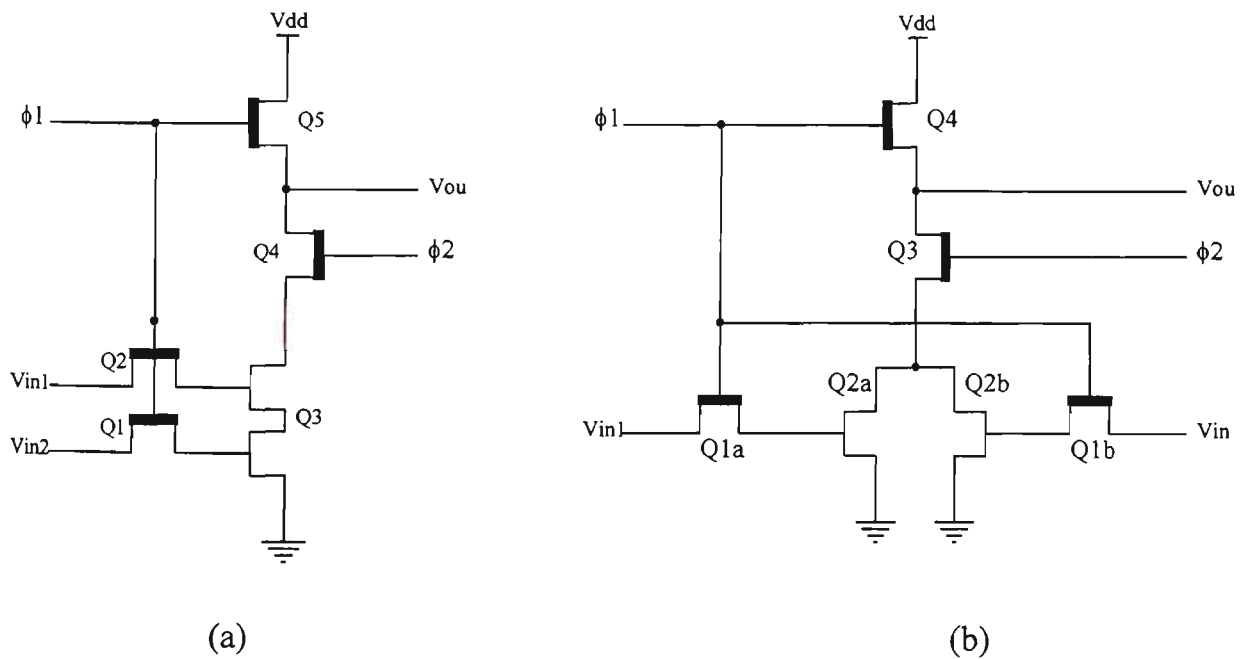 Vdd
ϕ1
Q5
Vou
Q4
ϕ2
Q2
Vin1
Q3
Q1
Vin2
(a)
Vdd
ϕ1
Q4
Vou
Q3
ϕ2
Q2a
Q2b
Vin1
Vin
Q1a
Q1b
(b)